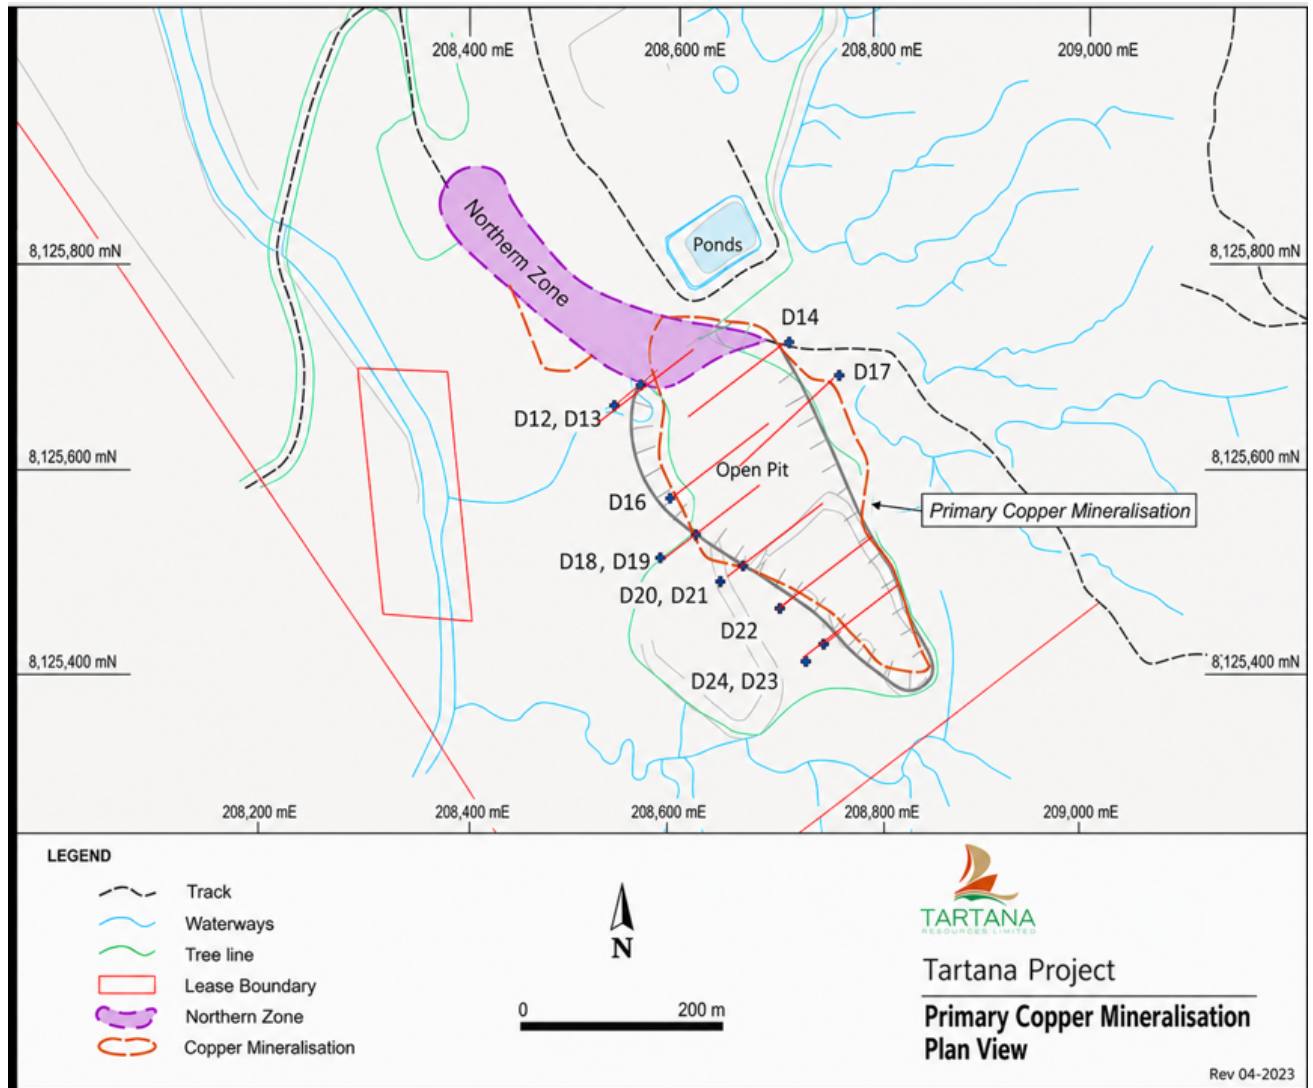 208,400 mE
208,600 mE
208,800 mE
209,000 mE
8,125,800 mN
8,125,800 mN
Northern Zone
Ponds
D14
D17
D12, D13
8,125,600 mN
8,125,600 mN
Open Pit
D16
Primary Copper Mineralisation
D18, D19
D20, D21
D22
8,125,400 mN
8,125,400 mN
D24, D23
208,200 mE
208,400 mE
208,600 mE
208,800 mE
209,000 mE
LEGEND
Track
Waterways
Tree line
Lease Boundary
Northern Zone
Copper Mineralisation
N
0
200 m
TARTANA
RESOURCES LIMITED
Tartana Project
Primary Copper Mineralisation
Plan View
Rev 04-2023